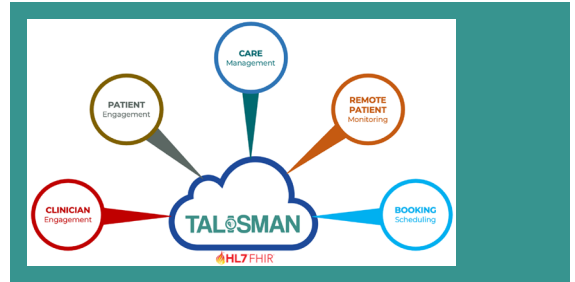 CARE
Management
PATIENT
Engagement
REMOTE
PATIENT
Monitoring
CLINICIAN
Engagement
TALISMAN
BOOKING
Scheduling
HL7 FHIR